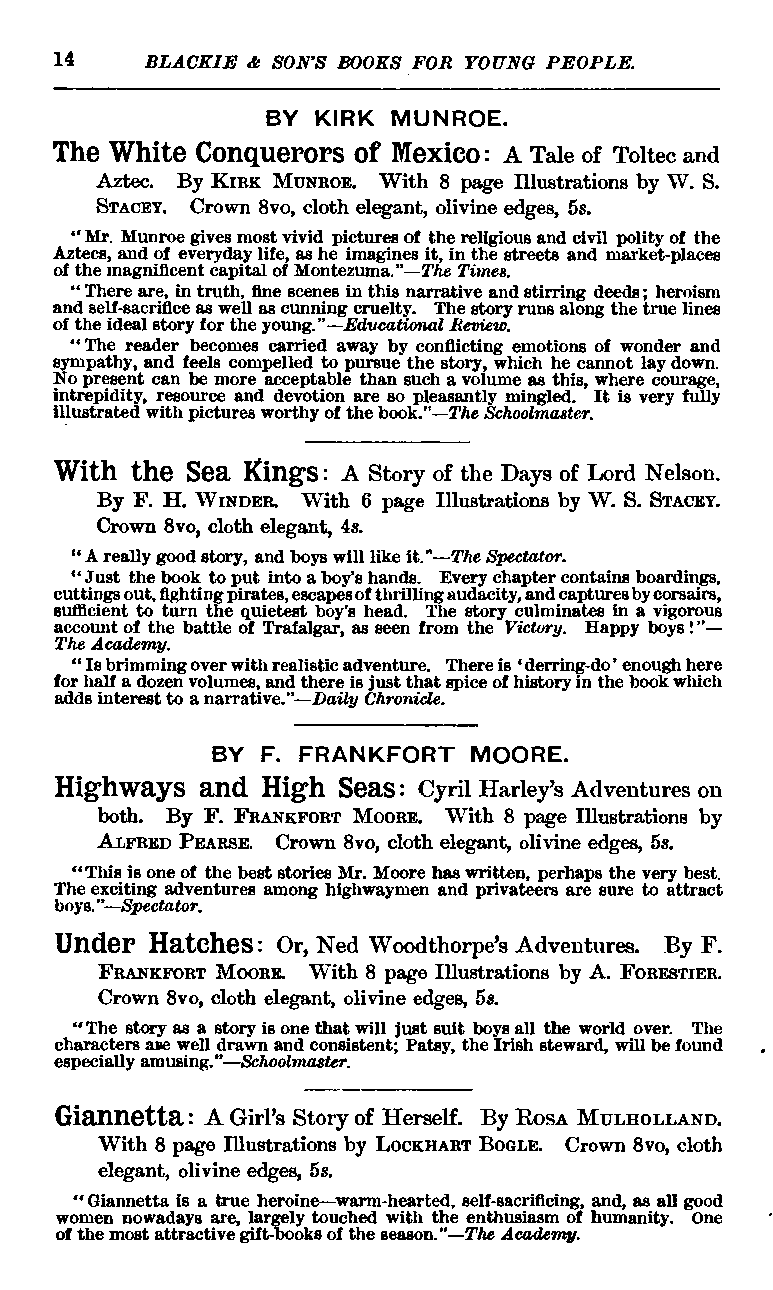 14 BLACKIE & SON'S BOOKS FOR YOUNG PEOPLE.
BY KIRK MUNROE.
The White Conquerors of Mexico: A Tale of Toltec and
Aztec. By KIRK MUNROE. With 8 page Illustrations by W. S.
STACEY. Crown 8vo, cloth elegant, olivine edges, 5s.
"Mr. Munroe gives most vivid pictures of the religious and civil polity of the
Aztecs, and of everyday life, as he imagines it, in the streets and market-places
of the magnificent capital of Montezuma."—The Times.
"There are, in truth, fine scenes in this narrative and stirring deeds; heroism
and self-sacrifice as well as cunning cruelty. The story runs along the true lines
of the ideal story for the young."—Educational Review.
"The reader becomes carried away by conflicting emotions of wonder and
sympathy, and feels compelled to pursue the story, which he cannot lay down.
No present can be more acceptable than such a volume as this, where courage,
intrepidity, resource and devotion are so pleasantly mingled. It is very fully
illustrated with pictures worthy of the book."—The Schoolmaster.
With the Sea Kings: A Story of the Days of Lord Nelson.
By F. H. WINDER. With 6 page Illustrations by W. S. STACEY.
Crown 8vo, cloth elegant, 4s.
"A really good story, and boys will like it."—The Spectator.
"Just the book to put into a boy's hands. Every chapter contains boardings,
cuttings out, fighting pirates, escapes of thrilling audacity, and captures by corsairs,
sufficient to turn the quietest boy's head. The story culminates in a vigorous
account of the battle of Trafalgar, as seen from the Victory. Happy boys!"—
The Academy.
"Is brimming over with realistic adventure. There is 'derring-do' enough here
for half a dozen volumes, and there is just that spice of history in the book which
adds interest to a narrative."—Daily Chronicle.
BY F. FRANKFORT MOORE.
Highways and High Seas: Cyril Harley's Adventures on
both. By F. FRANKFORT MOORE. With 8 page Illustrations by
ALFRED PEARSE. Crown 8vo, cloth elegant, olivine edges, 5s.
"This is one of the best stories Mr. Moore has written, perhaps the very best.
The exciting adventures among highwaymen and privateers are sure to attract
boys."—Spectator.
Under Hatches: Or, Ned Woodthorpe's Adventures. By F.
FRANKFORT MOORE. With 8 page Illustrations by A. FORESTIER.
Crown 8vo, cloth elegant, olivine edges, 5s.
"The story as a story is one that will just suit boys all the world over. The
characters are well drawn and consistent; Patsy, the Irish steward, will be found
especially amusing."—Schoolmaster.
Giannetta: A Girl's Story of Herself. By ROSA MULHOLLAND.
With 8 page Illustrations by LOCKHART BOGLE. Crown 8vo, cloth
elegant, olivine edges, 5s.
"Giannetta is a true heroine—warm-hearted, self-sacrificing, and, as all good
women nowadays are, largely touched with the enthusiasm of humanity. One
of the most attractive gift-books of the season."—The Academy.